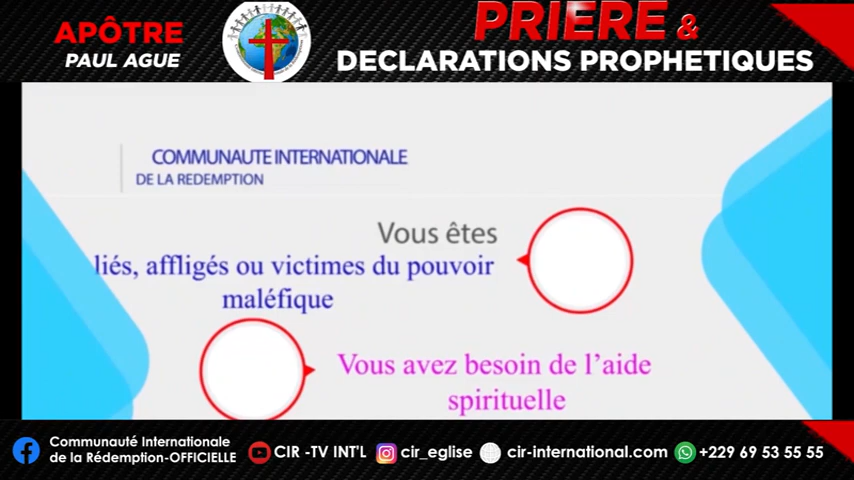 APÔTRE
PAUL AGUE
PRIERE &
DECLARATIONS PROPHETIQUES
COMMUNAUTE INTERNATIONALE
DE LA REDEMPTION
Vous êtes
liés, affligés ou victimes du pouvoir
maléfique
Vous avez besoin de l’aide
spirituelle
Communauté Internationale
de la Rédemption-OFFICIELLE
CIR -TV INT'L
cir_eglise
cir-international.com
+229 69 53 55 55